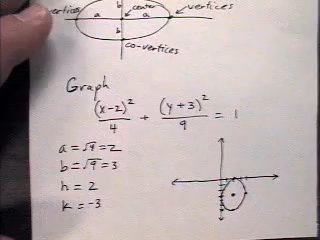 vertices
b
center
vertices
a
a
b
co-vertices
Graph
(x-2)²/4 + (y+3)²/9 = 1
a = √4 = 2
b = √9 = 3
h = 2
k = -3